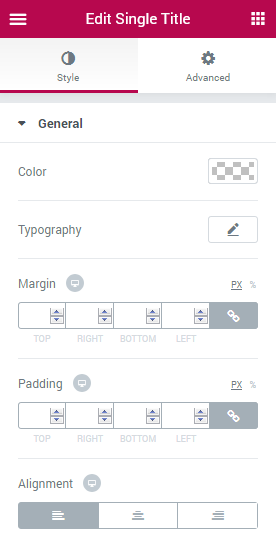 Edit Single Title
Style Advanced
General
Color
Typography
Margin PX %
TOP RIGHT BOTTOM LEFT
Padding PX %
TOP RIGHT BOTTOM LEFT
Alignment